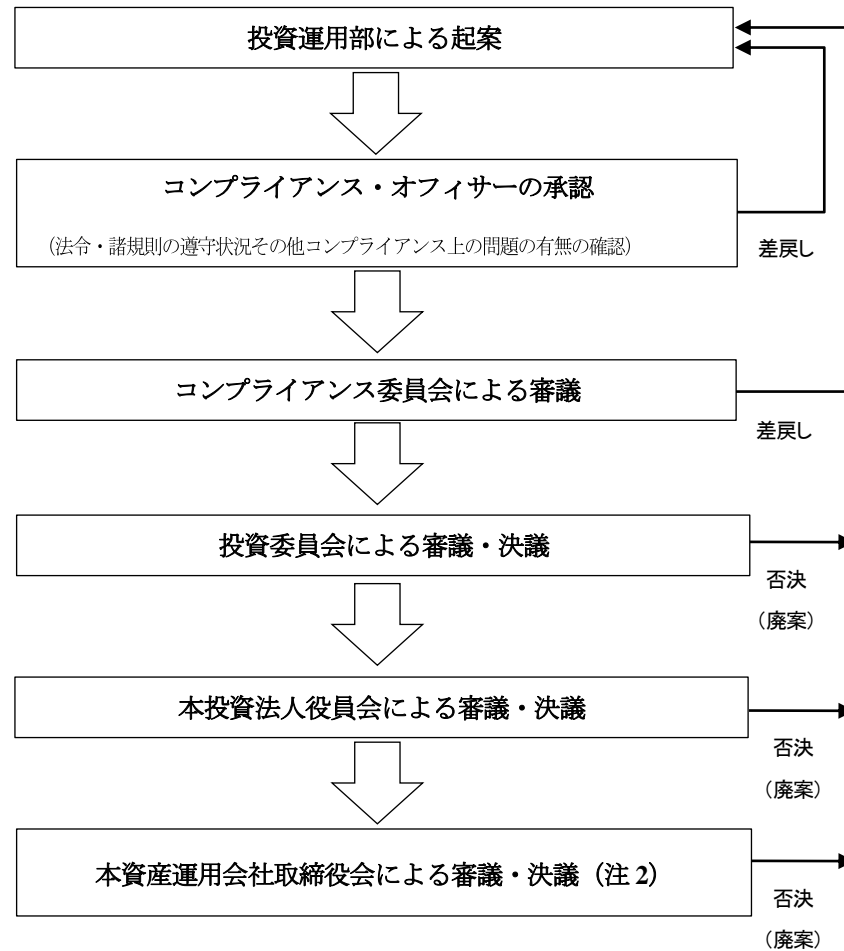 投資運用部による起案
コンプライアンス・オフィサーの承認
（法令・諸規則の遵守状況その他コンプライアンス上の問題の有無の確認）
差戻し
コンプライアンス委員会による審議
差戻し
投資委員会による審議・決議
否決
（廃案）
本投資法人役員会による審議・決議
否決
（廃案）
本資産運用会社取締役会による審議・決議（注 2）
否決
（廃案）